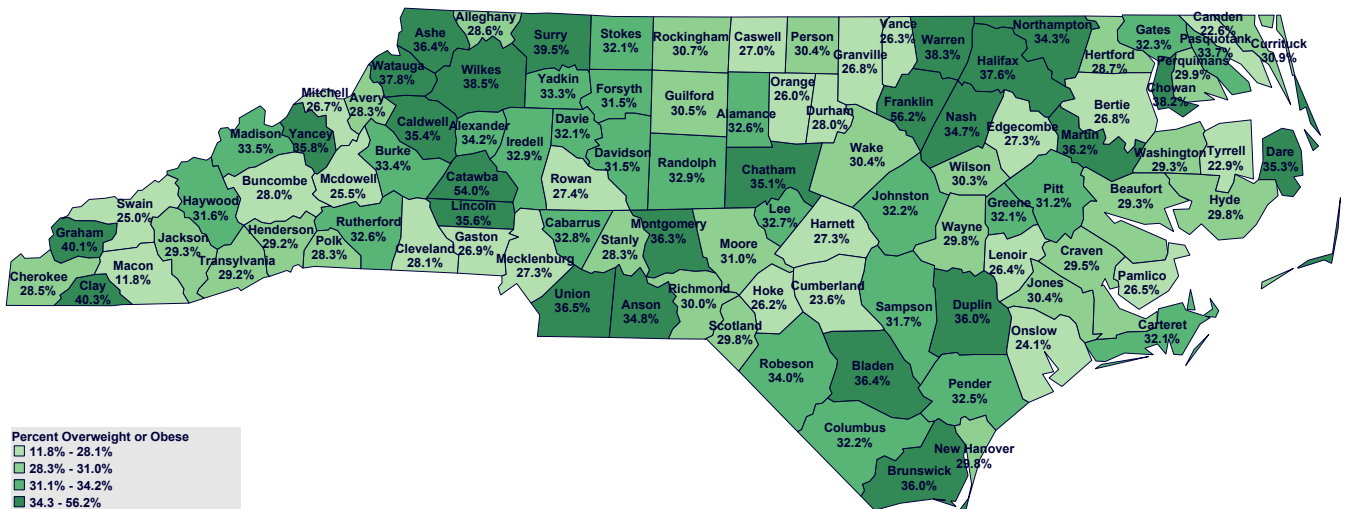 Alleghany
28.6%
Ashe
36.4%
Surry
39.5%
Stokes
32.1%
Rockingham
30.7%
Caswell
27.0%
Person
30.4%
Granville
26.8%
Vance
26.3%
Warren
38.3%
Northampton
34.3%
Halifax
37.6%
Hertford
28.7%
Gates
32.3%
Camden
22.6%
Pasquotank
33.7%
Currituck
30.9%
Perquimans
29.9%
Chowan
38.2%
Watauga
37.8%
Wilkes
38.5%
Yadkin
33.3%
Forsyth
31.5%
Guilford
30.5%
Alamance
32.6%
Orange
26.0%
Durham
28.0%
Franklin
56.2%
Nash
34.7%
Edgecombe
27.3%
Bertie
26.8%
Martin
36.2%
Washington
29.3%
Tyrrell
22.9%
Dare
35.3%
Mitchell
26.7%
Avery
28.3%
Madison
33.5%
Yancey
35.8%
Caldwell
35.4%
Alexander
34.2%
Iredell
32.9%
Davie
32.1%
Davidson
31.5%
Randolph
32.9%
Chatham
35.1%
Wake
30.4%
Wilson
30.3%
Pitt
31.2%
Beaufort
29.3%
Hyde
29.8%
Burke
33.4%
Mcdowell
25.5%
Buncombe
28.0%
Haywood
31.6%
Swain
25.0%
Graham
40.1%
Catawba
54.0%
Lincoln
35.6%
Rowan
27.4%
Cabarrus
32.8%
Stanly
28.3%
Montgomery
36.3%
Moore
31.0%
Lee
32.7%
Harnett
27.3%
Johnston
32.2%
Wayne
29.8%
Greene
32.1%
Lenoir
26.4%
Craven
29.5%
Pamlico
26.5%
Jones
30.4%
Cherokee
28.5%
Clay
40.3%
Macon
11.8%
Jackson
29.3%
Transylvania
29.2%
Henderson
29.2%
Polk
28.3%
Rutherford
32.6%
Cleveland
28.1%
Gaston
26.9%
Mecklenburg
27.3%
Union
36.5%
Anson
34.8%
Richmond
30.0%
Scotland
29.8%
Hoke
26.2%
Cumberland
23.6%
Sampson
31.7%
Duplin
36.0%
Onslow
24.1%
Carteret
32.1%
Robeson
34.0%
Bladen
36.4%
Pender
32.5%
Columbus
32.2%
New Hanover
29.8%
Brunswick
36.0%
Percent Overweight or Obese
11.8% - 28.1%
28.3% - 31.0%
31.1% - 34.2%
34.3 - 56.2%